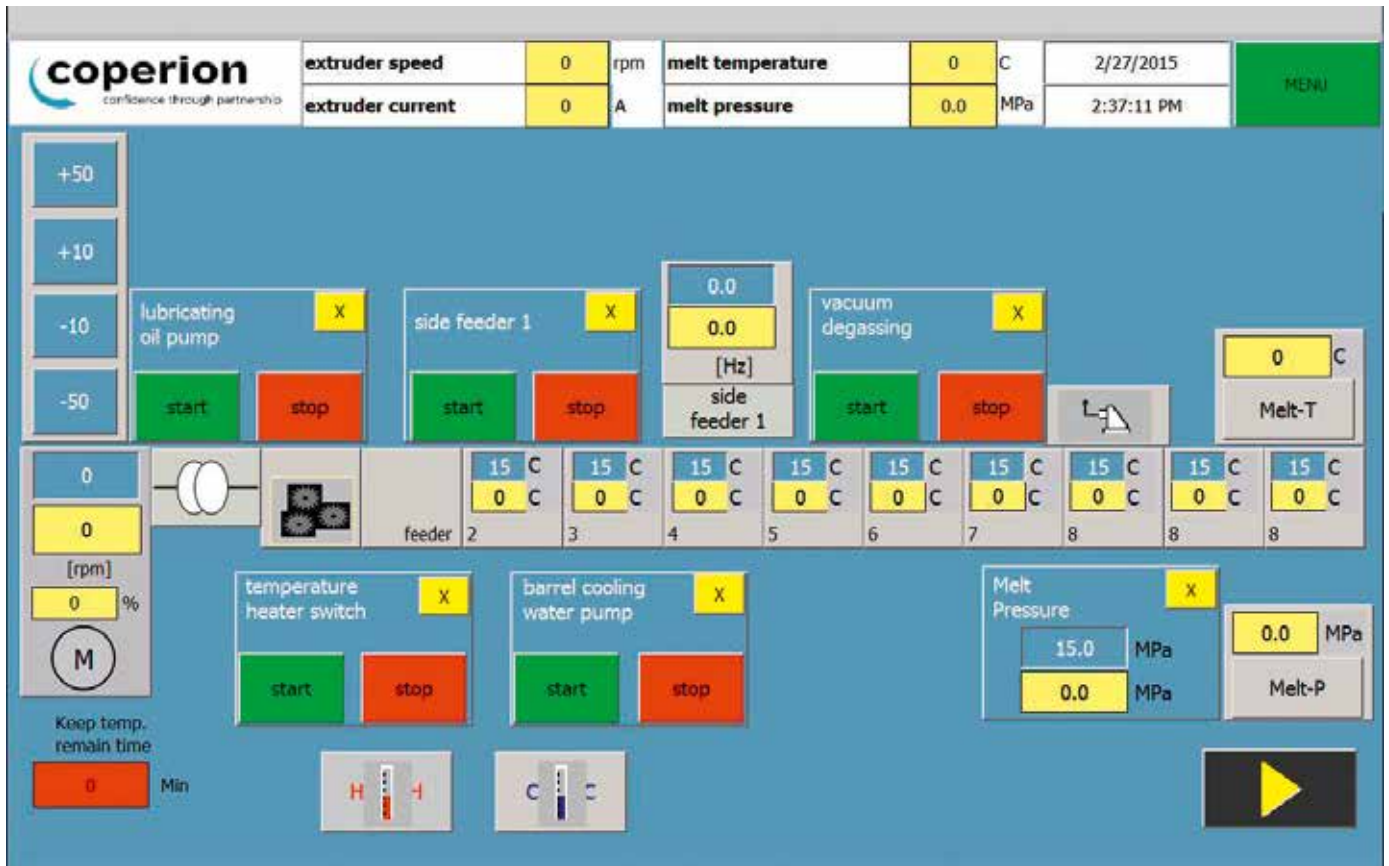 coperion
confidence through partnership
extruder speed 0 rpm melt temperature 0 C 2/27/2015
extruder current 0 A melt pressure 0.0 MPa 2:37:11 PM
MENU
+50
+10
-10
-50
lubricating
oil pump
X
start stop
side feeder 1
X
start stop
0.0
0.0
[Hz]
side
feeder 1
vacuum
degassing
X
start stop
0 C
Melt-T
0
0
[rpm]
0 %
M
feeder
15 C 15 C 15 C 15 C 15 C 15 C 15 C 15 C 15 C
0 C 0 C 0 C 0 C 0 C 0 C 0 C 0 C 0 C
2 3 4 5 6 7 8 8 8
temperature
heater switch
X
start stop
barrel cooling
water pump
X
start stop
Melt
Pressure
X
15.0 MPa
0.0 MPa
0.0 MPa
Melt-P
Keep temp.
remain time
0 Min
H H
C C